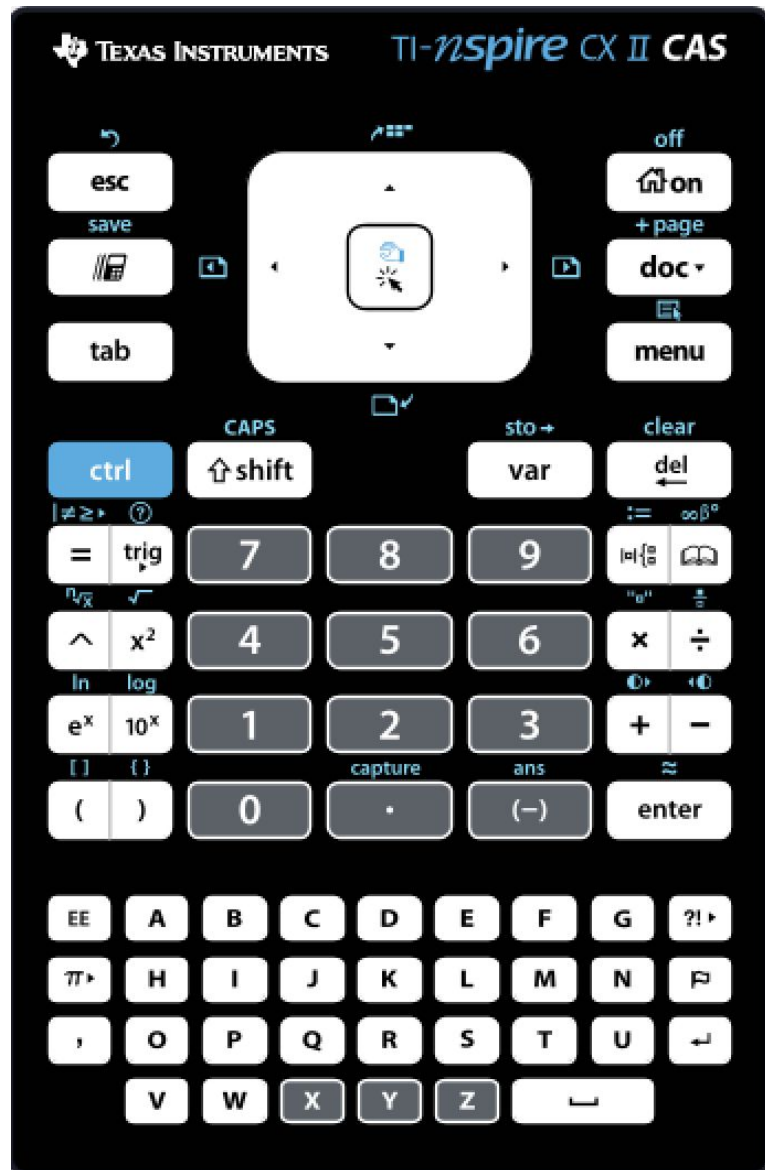 TEXAS INSTRUMENTS TI-nspire CX II CAS
off
esc on
save + page
doc
tab menu
CAPS sto → clear
ctrl shift var del
|≠≥▸ ? := ∞β°
= trig 7 8 9
ⁿ√x √ "▫" ▫/▫
^ x² 4 5 6 × ÷
ln log
eˣ 10ˣ 1 2 3 + −
[ ] { } capture ans ≈
( ) 0 . (−) enter
EE A B C D E F G ?!▸
π▸ H I J K L M N
, O P Q R S T U ↵
V W X Y Z